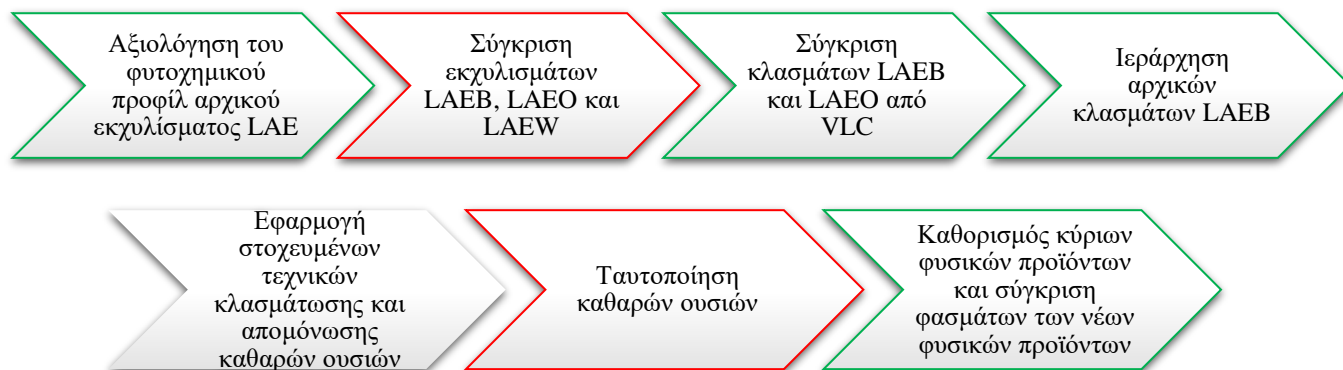 Αξιολόγηση του
φυτοχημικού
προφίλ αρχικού
εκχυλίσματος LAE
Σύγκριση
εκχυλισμάτων
LAEB, LAEO και
LAEW
Σύγκριση
κλασμάτων LAEB
και LAEO από
VLC
Ιεράρχηση
αρχικών
κλασμάτων LAEB
Εφαρμογή
στοχευμένων
τεχνικών
κλασμάτωσης και
απομόνωσης
καθαρών ουσιών
Ταυτοποίηση
καθαρών ουσιών
Καθορισμός κύριων
φυσικών προϊόντων
και σύγκριση
φασμάτων των νέων
φυσικών προϊόντων